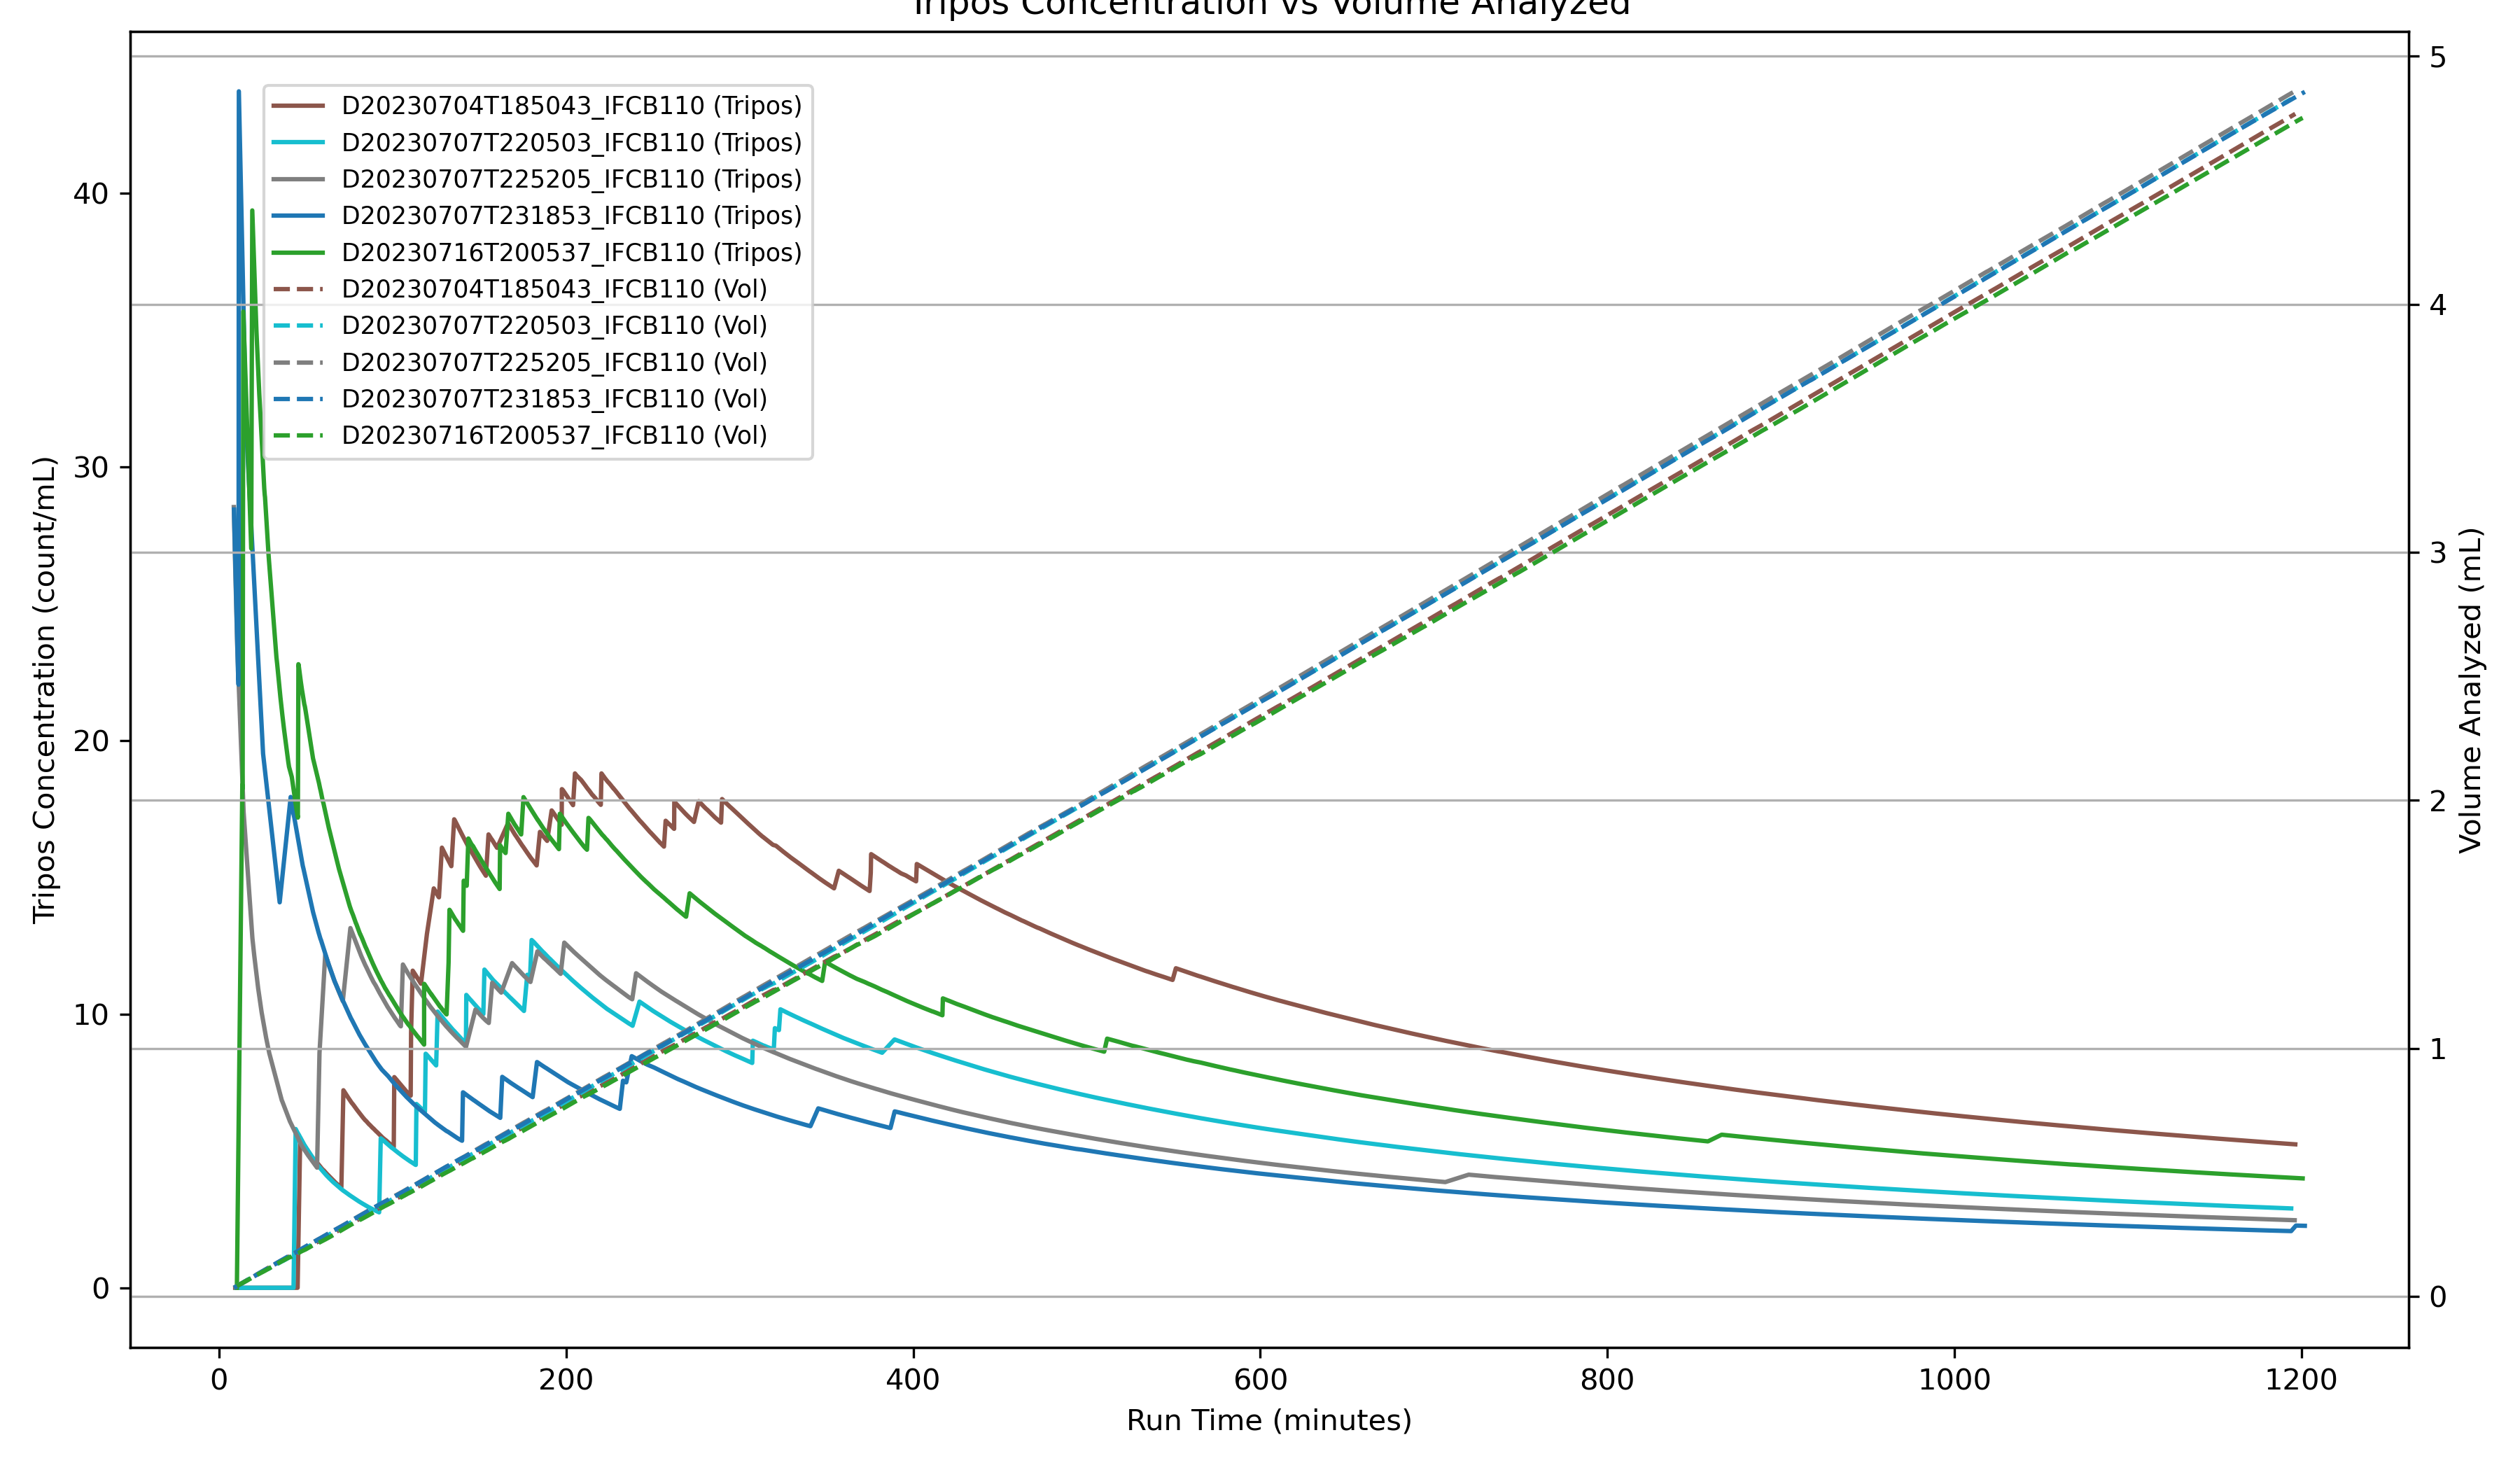 Tripos Concentration vs Volume Analyzed
D20230704T185043_IFCB110 (Tripos)
D20230707T220503_IFCB110 (Tripos)
D20230707T225205_IFCB110 (Tripos)
D20230707T231853_IFCB110 (Tripos)
D20230716T200537_IFCB110 (Tripos)
D20230704T185043_IFCB110 (Vol)
D20230707T220503_IFCB110 (Vol)
D20230707T225205_IFCB110 (Vol)
D20230707T231853_IFCB110 (Vol)
D20230716T200537_IFCB110 (Vol)
Tripos Concentration (count/mL)
40
30
20
10
0
5
4
3
2
1
0
Volume Analyzed (mL)
0 200 400 600 800 1000 1200
Run Time (minutes)